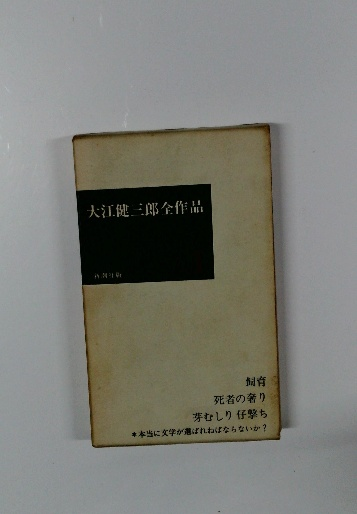 大江健三郎全作品
新潮社版
飼育
死者の奢り
芽むしり 仔撃ち
*本当に文学が選ばれねばならないか?